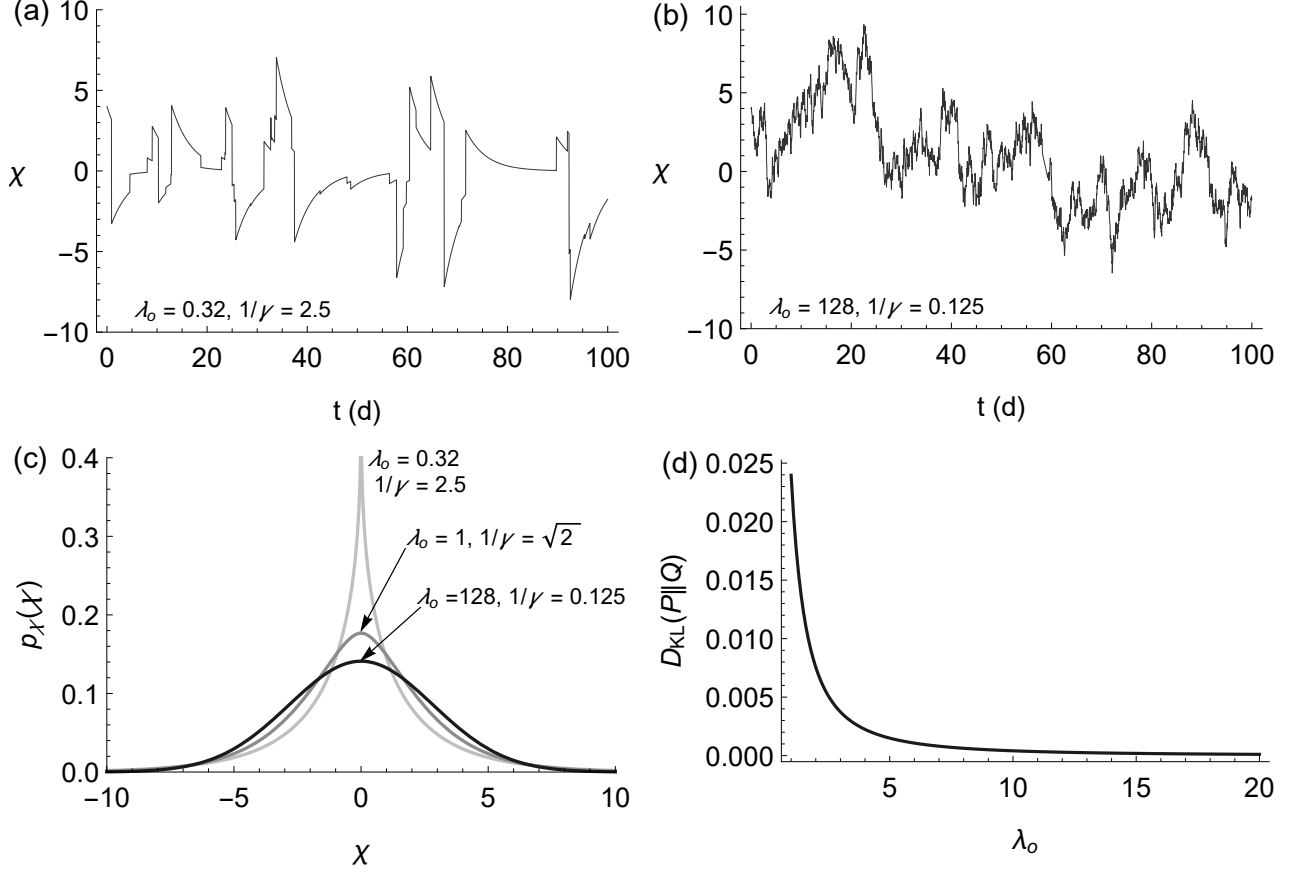 (a)
10
5
0
−5
−10
χ
λo = 0.32, 1/γ = 2.5
0 20 40 60 80 100
t (d)
(b)
10
5
0
−5
−10
χ
λo = 128, 1/γ = 0.125
0 20 40 60 80 100
t (d)
(c)
0.4
0.3
0.2
0.1
0.0
pχ(χ)
λo = 0.32
1/γ = 2.5
λo = 1, 1/γ = √2
λo =128, 1/γ = 0.125
−10 −5 0 5 10
χ
(d)
0.025
0.020
0.015
0.010
0.005
0.000
DKL(P||Q)
5 10 15 20
λo